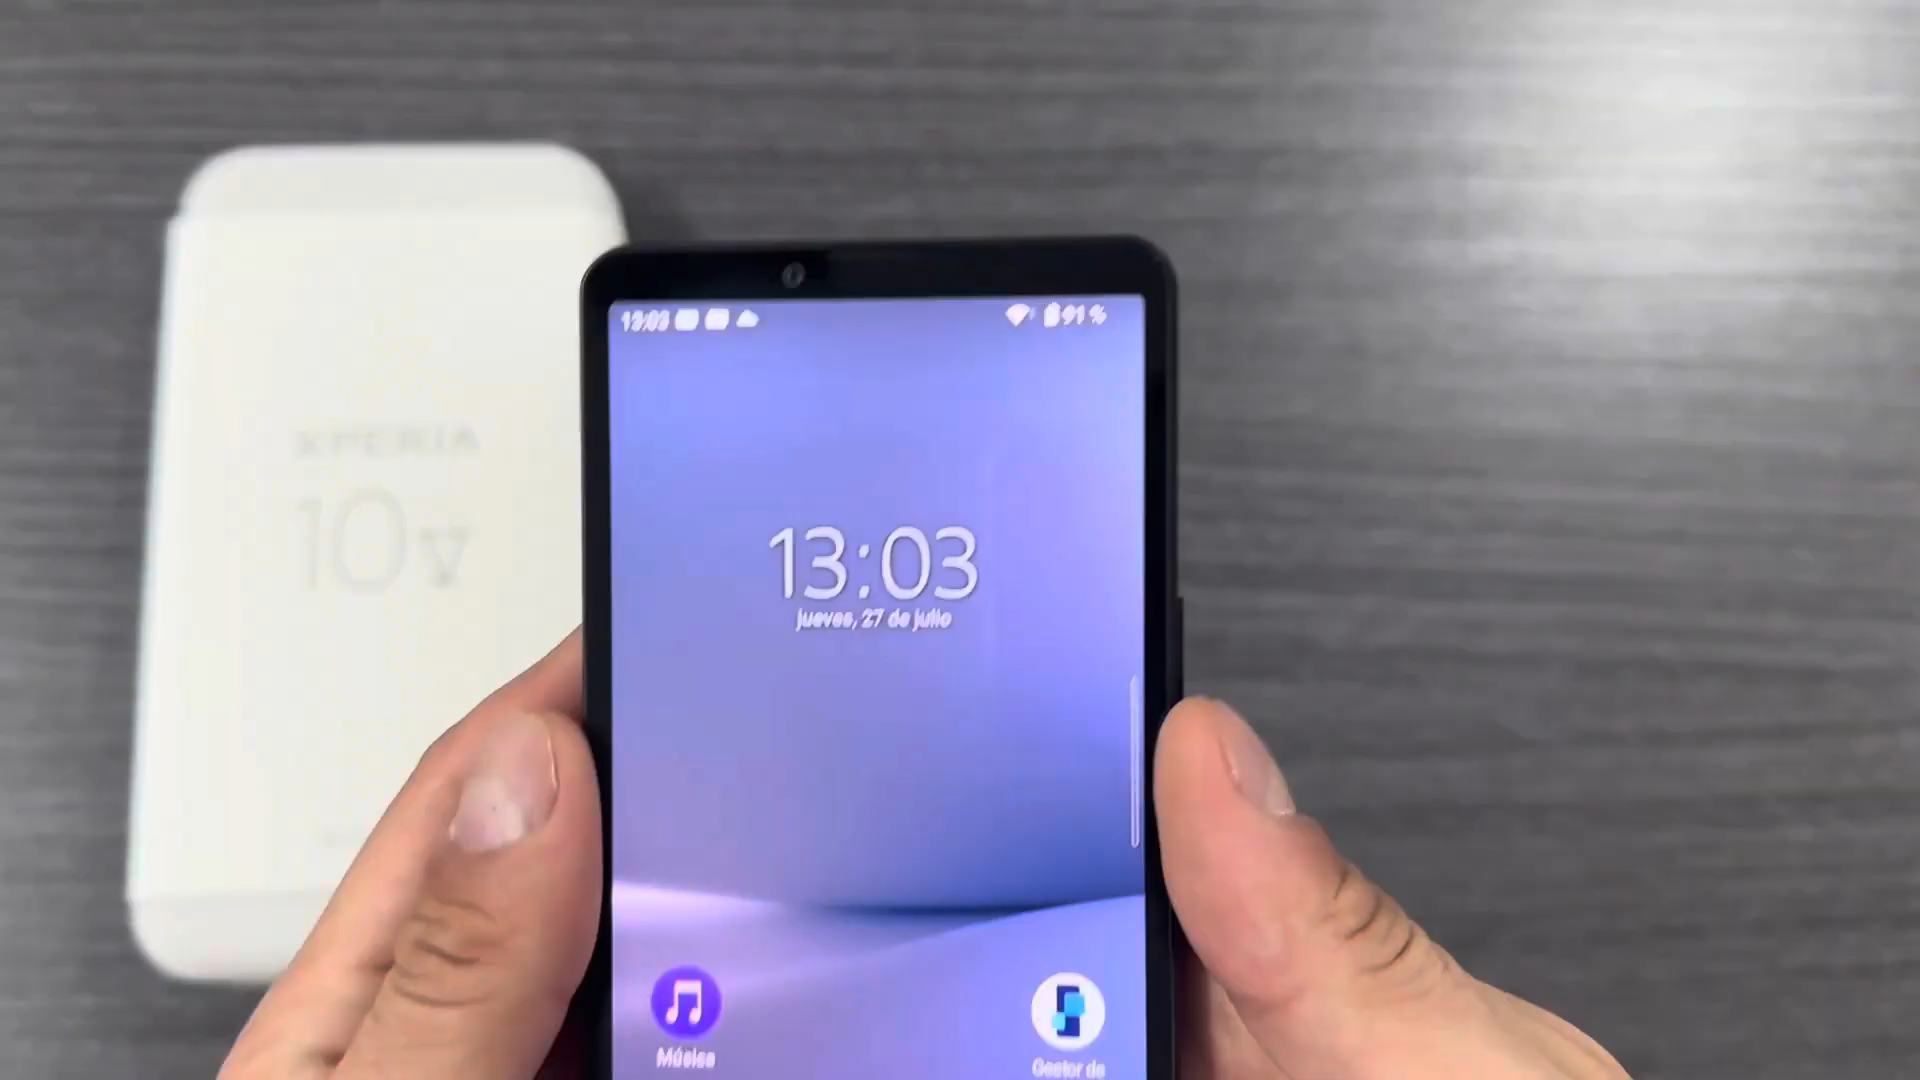 XPERIA
10 V
13:03
91 %
13:03
jueves, 27 de julio
Música
Gestor de